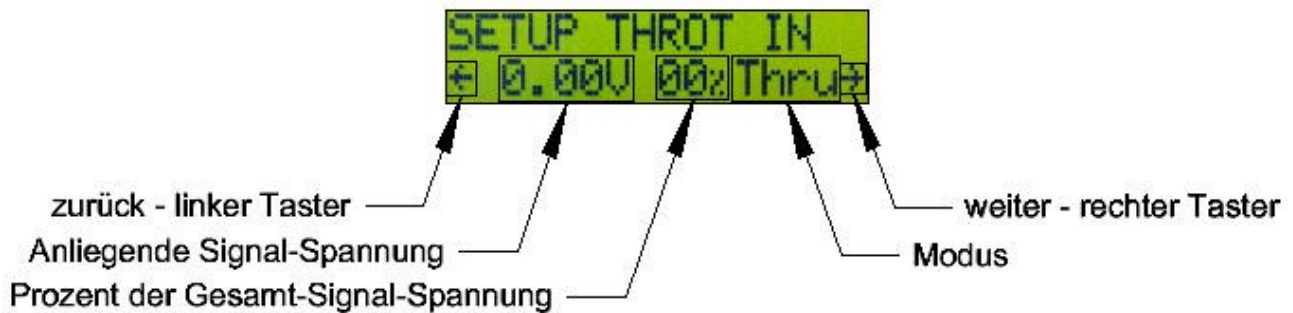 SETUP THROT IN
← 0.00V 00% Thru →
zurück - linker Taster
weiter - rechter Taster
Anliegende Signal-Spannung
Modus
Prozent der Gesamt-Signal-Spannung